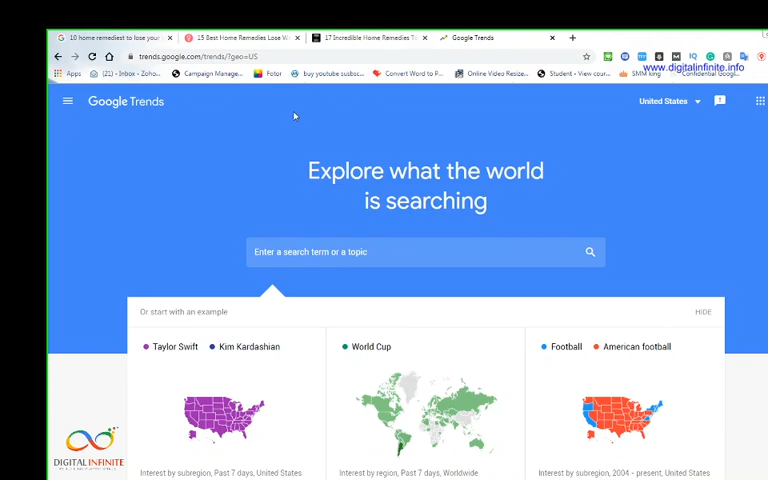 10 home remediest to lose your
15 Best Home Remedies Lose We
17 Incredible Home Remedies T
Google Trends
trends.google.com/trends/?geo=US
Apps
(21) - Inbox - Zoho...
Campaign Manage...
Fotor
buy youtube subsc...
Convert Word to P...
Online Video Resize...
Student › View cour...
SMM king
Confidential Googl...
www.digitalinfinite.info
Google Trends
United States
Explore what the world
is searching
Enter a search term or a topic
Or start with an example
HIDE
Taylor Swift
Kim Kardashian
World Cup
Football
American football
DIGITAL INFINITE
Interest by subregion, Past 7 days, United States
Interest by region, Past 7 days, Worldwide
Interest by subregion, 2004 - present, United States